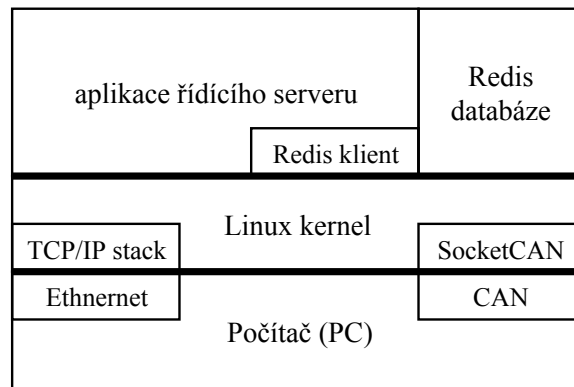 aplikace řídícího serveru
Redis
databáze
Redis klient
Linux kernel
TCP/IP stack
SocketCAN
Ethnernet
CAN
Počítač (PC)